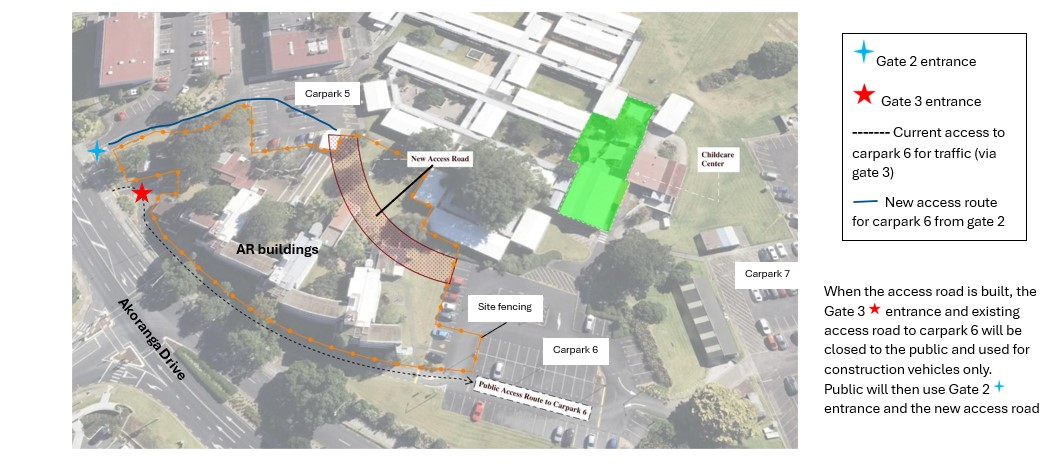 Carpark 5
New Access Road
Childcare
Center
AR buildings
Carpark 7
Site fencing
Akoranga Drive
Carpark 6
Public Access Route to Carpark 6
Gate 2 entrance
Gate 3 entrance
------- Current access to
carpark 6 for traffic (via
gate 3)
New access route
for carpark 6 from gate 2
When the access road is built, the
Gate 3 entrance and existing
access road to carpark 6 will be
closed to the public and used for
construction vehicles only.
Public will then use Gate 2
entrance and the new access road